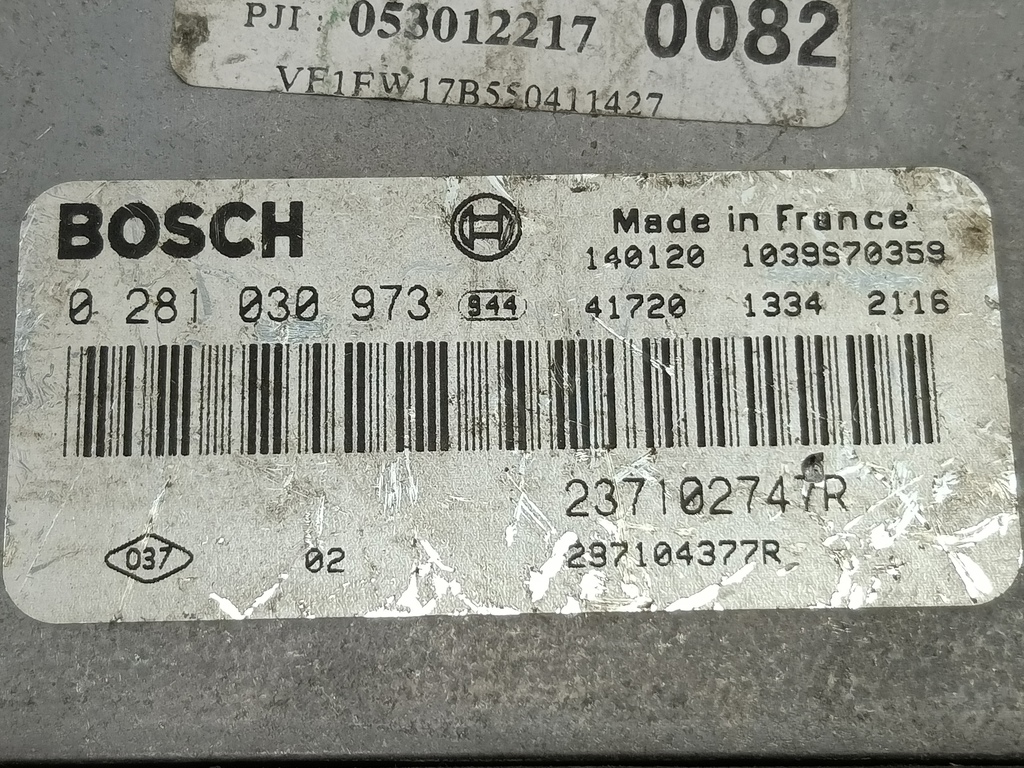 PJI: 053012217 0082
VF1FW17B550411427
BOSCH Made in France
140120 1039S70359
0 281 030 973 944 41720 1334 2116
237102747R
037 02 237104377R